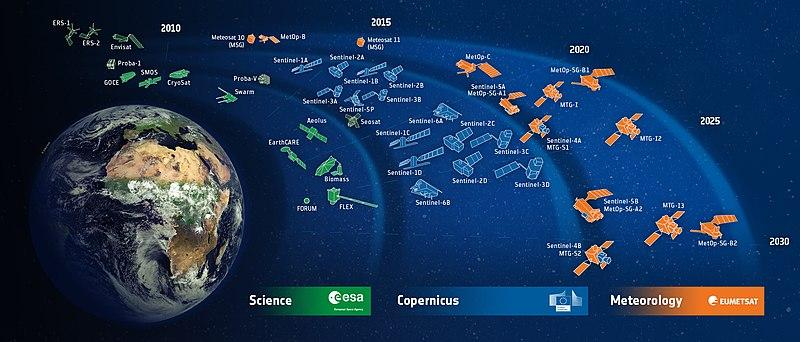 ERS-1
ERS-2
Envisat
2010
Meteosat 10
(MSG)
MetOp-B
2015
Meteosat 11
(MSG)
Proba-1
GOCE
SMOS
CryoSat
Swarm
Proba-V
Sentinel-1A
Sentinel-2A
Sentinel-1B
Sentinel-2B
Sentinel-3A
Sentinel-3B
Sentinel-5P
Seosat
MetOp-C
2020
MetOp-SG-B1
Sentinel-5A
MetOp-SG-A1
MTG-I
2025
MTG-I2
Aeolus
EarthCARE
Biomass
FORUM
FLEX
Sentinel-6A
Sentinel-2C
Sentinel-1C
Sentinel-3C
Sentinel-4A
MTG-S1
Sentinel-1D
Sentinel-2D
Sentinel-3D
Sentinel-6B
Sentinel-5B
MetOp-SG-A2
MTG-I3
MetOp-SG-B2
Sentinel-4B
MTG-S2
2030
Science
esa
European Space Agency
Copernicus
Meteorology
EUMETSAT